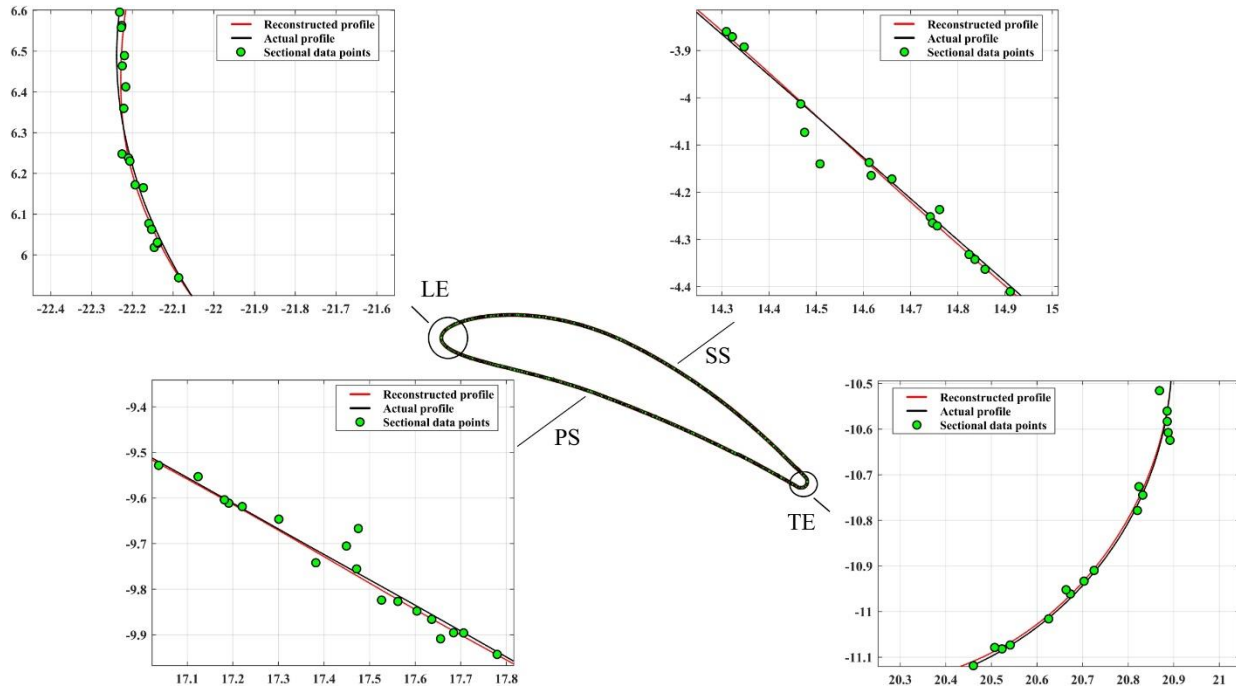 6.6
6.5
6.4
6.3
6.2
6.1
6
-22.4 -22.3 -22.2 -22.1 -22 -21.9 -21.8 -21.7 -21.6
Reconstructed profile
Actual profile
Sectional data points
-3.9
-4
-4.1
-4.2
-4.3
-4.4
14.3 14.4 14.5 14.6 14.7 14.8 14.9 15
Reconstructed profile
Actual profile
Sectional data points
LE
SS
PS
TE
-9.4
-9.5
-9.6
-9.7
-9.8
-9.9
17.1 17.2 17.3 17.4 17.5 17.6 17.7 17.8
Reconstructed profile
Actual profile
Sectional data points
-10.5
-10.6
-10.7
-10.8
-10.9
-11
-11.1
20.3 20.4 20.5 20.6 20.7 20.8 20.9 21
Reconstructed profile
Actual profile
Sectional data points